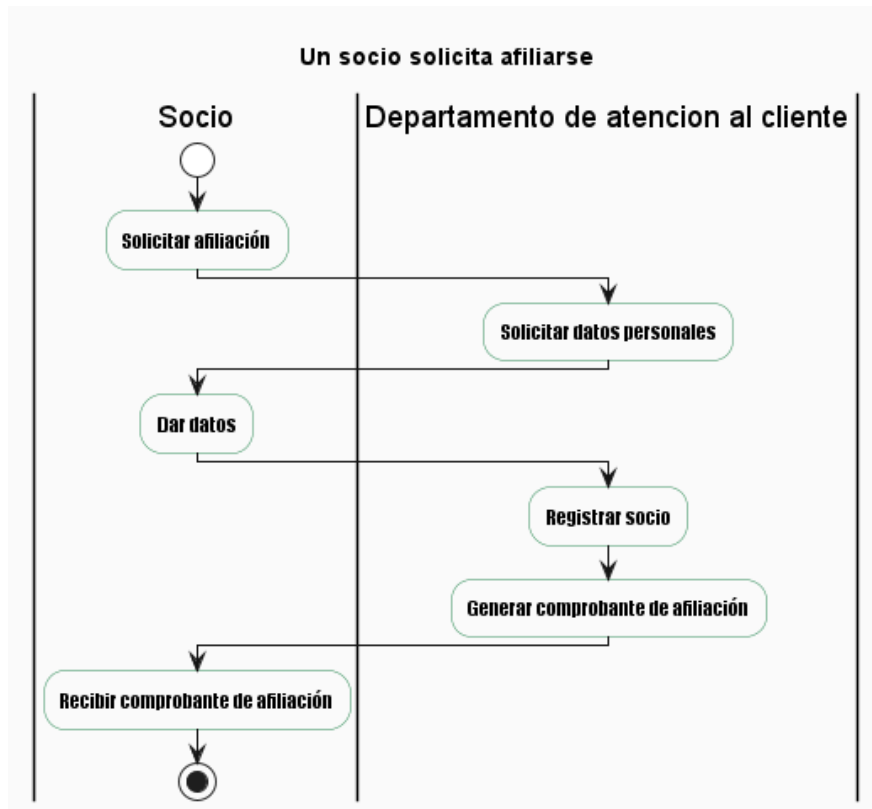 Un socio solicita afiliarse
Socio
Departamento de atencion al cliente
Solicitar afiliación
Solicitar datos personales
Dar datos
Registrar socio
Generar comprobante de afiliación
Recibir comprobante de afiliación